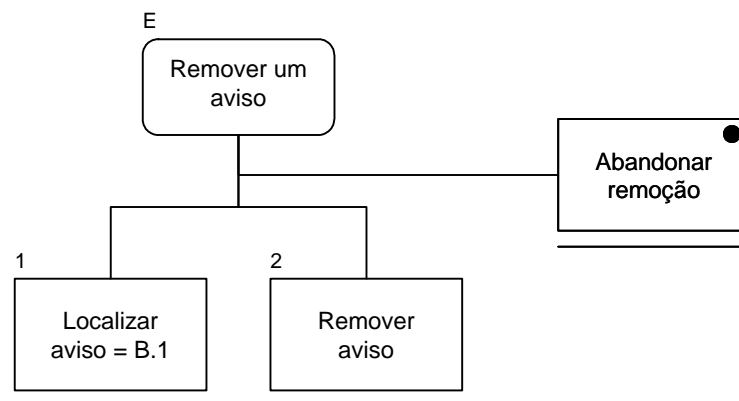 E
Remover um
aviso
Abandonar
remoção
1
2
Localizar
aviso = B.1
Remover
aviso